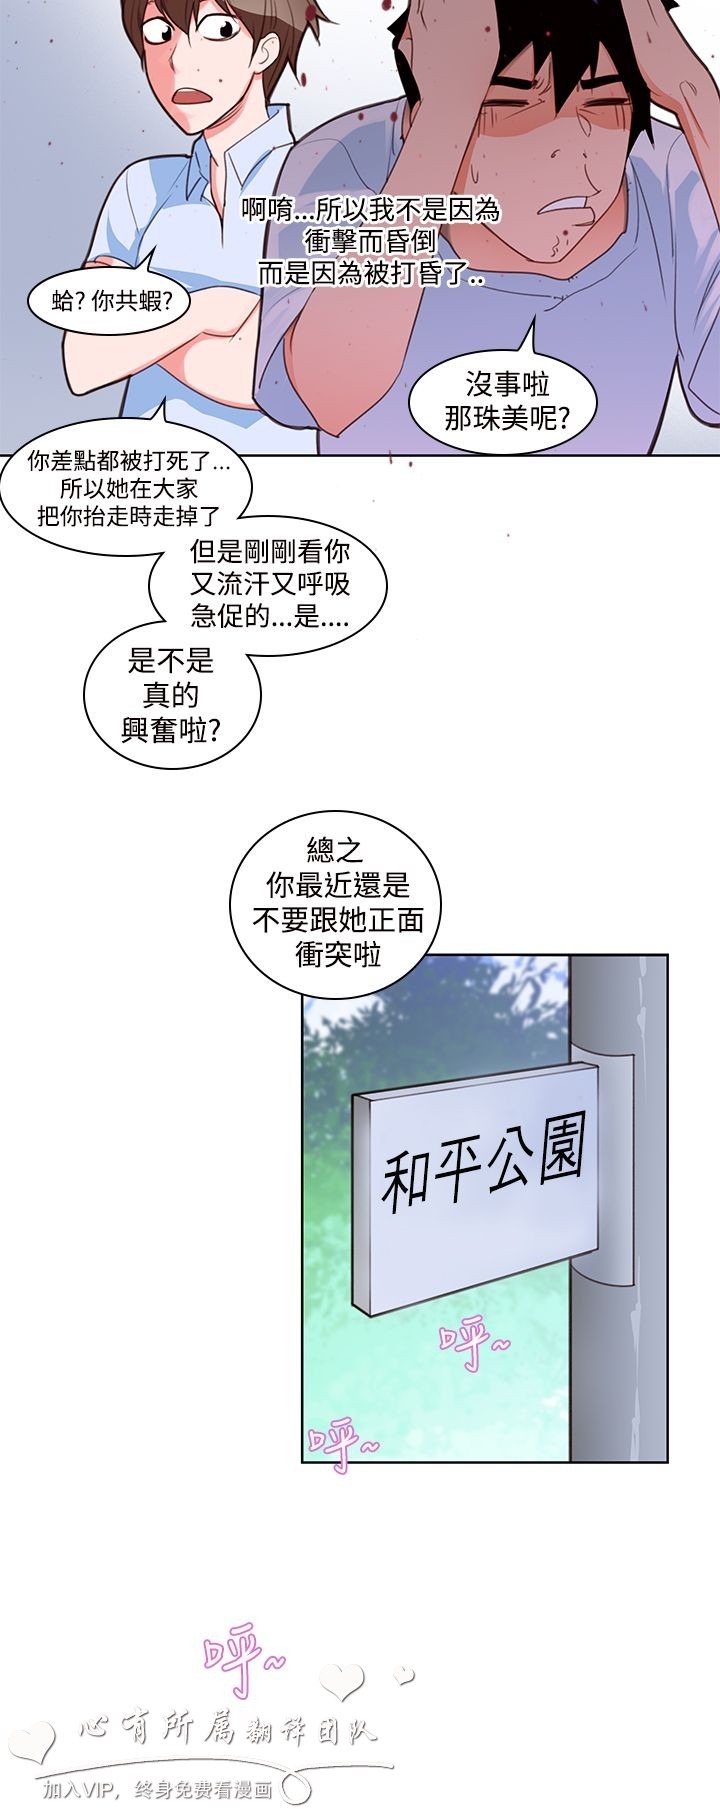 啊唷...所以我不是因為
衝擊而昏倒
而是因為被打昏了..
蛤? 你共蝦?
沒事啦
那珠美呢?
你差點都被打死了...
所以她在大家
把你抬走時走掉了
但是剛剛看你
又流汗又呼吸
急促的...是....
是不是
真的
興奮啦?
總之
你最近還是
不要跟她正面
衝突啦
和平公園
呼~
呼~
呼~
心有所属翻译团队
加入VIP，终身免费看漫画